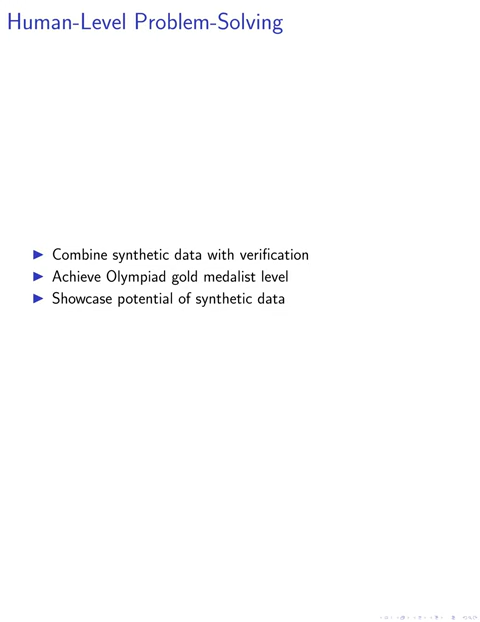 Human-Level Problem-Solving
Combine synthetic data with verification
Achieve Olympiad gold medalist level
Showcase potential of synthetic data